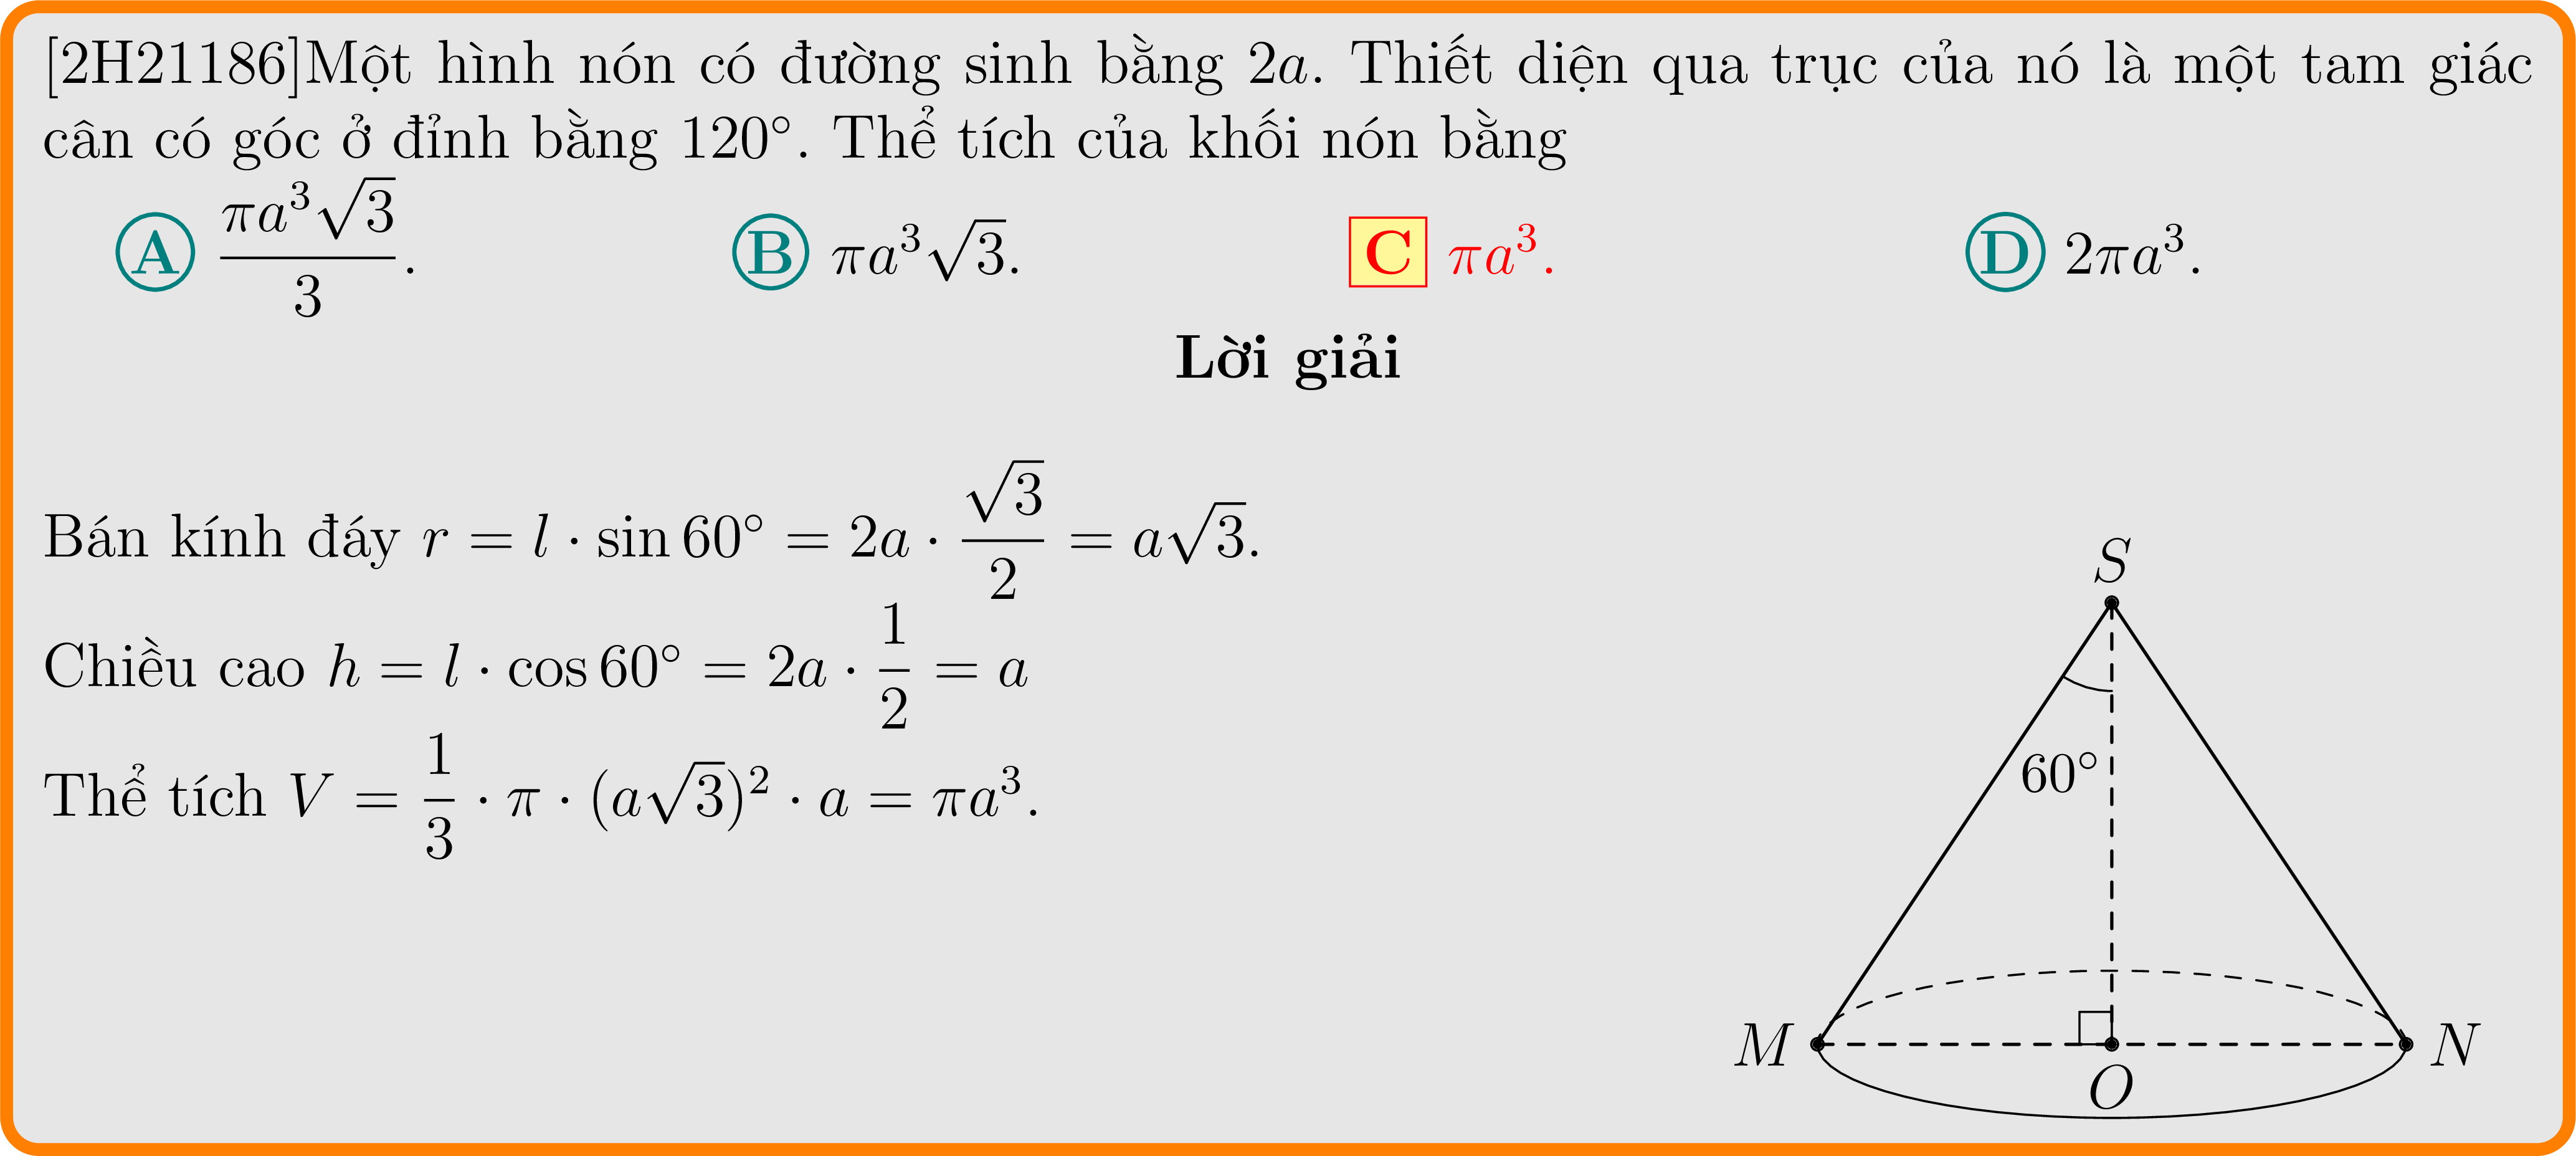 [2H21186]Một hình nón có đường sinh bằng 2a. Thiết diện qua trục của nó là một tam giác
cân có góc ở đỉnh bằng 120°. Thể tích của khối nón bằng
A $\dfrac{\pi a^3\sqrt{3}}{3}$. B $\pi a^3\sqrt{3}$. C $\pi a^3$. D $2\pi a^3$.
Lời giải
Bán kính đáy $r = l \cdot \sin 60° = 2a \cdot \dfrac{\sqrt{3}}{2} = a\sqrt{3}$.
Chiều cao $h = l \cdot \cos 60° = 2a \cdot \dfrac{1}{2} = a$
Thể tích $V = \dfrac{1}{3} \cdot \pi \cdot (a\sqrt{3})^2 \cdot a = \pi a^3$.
S
60°
M
N
O